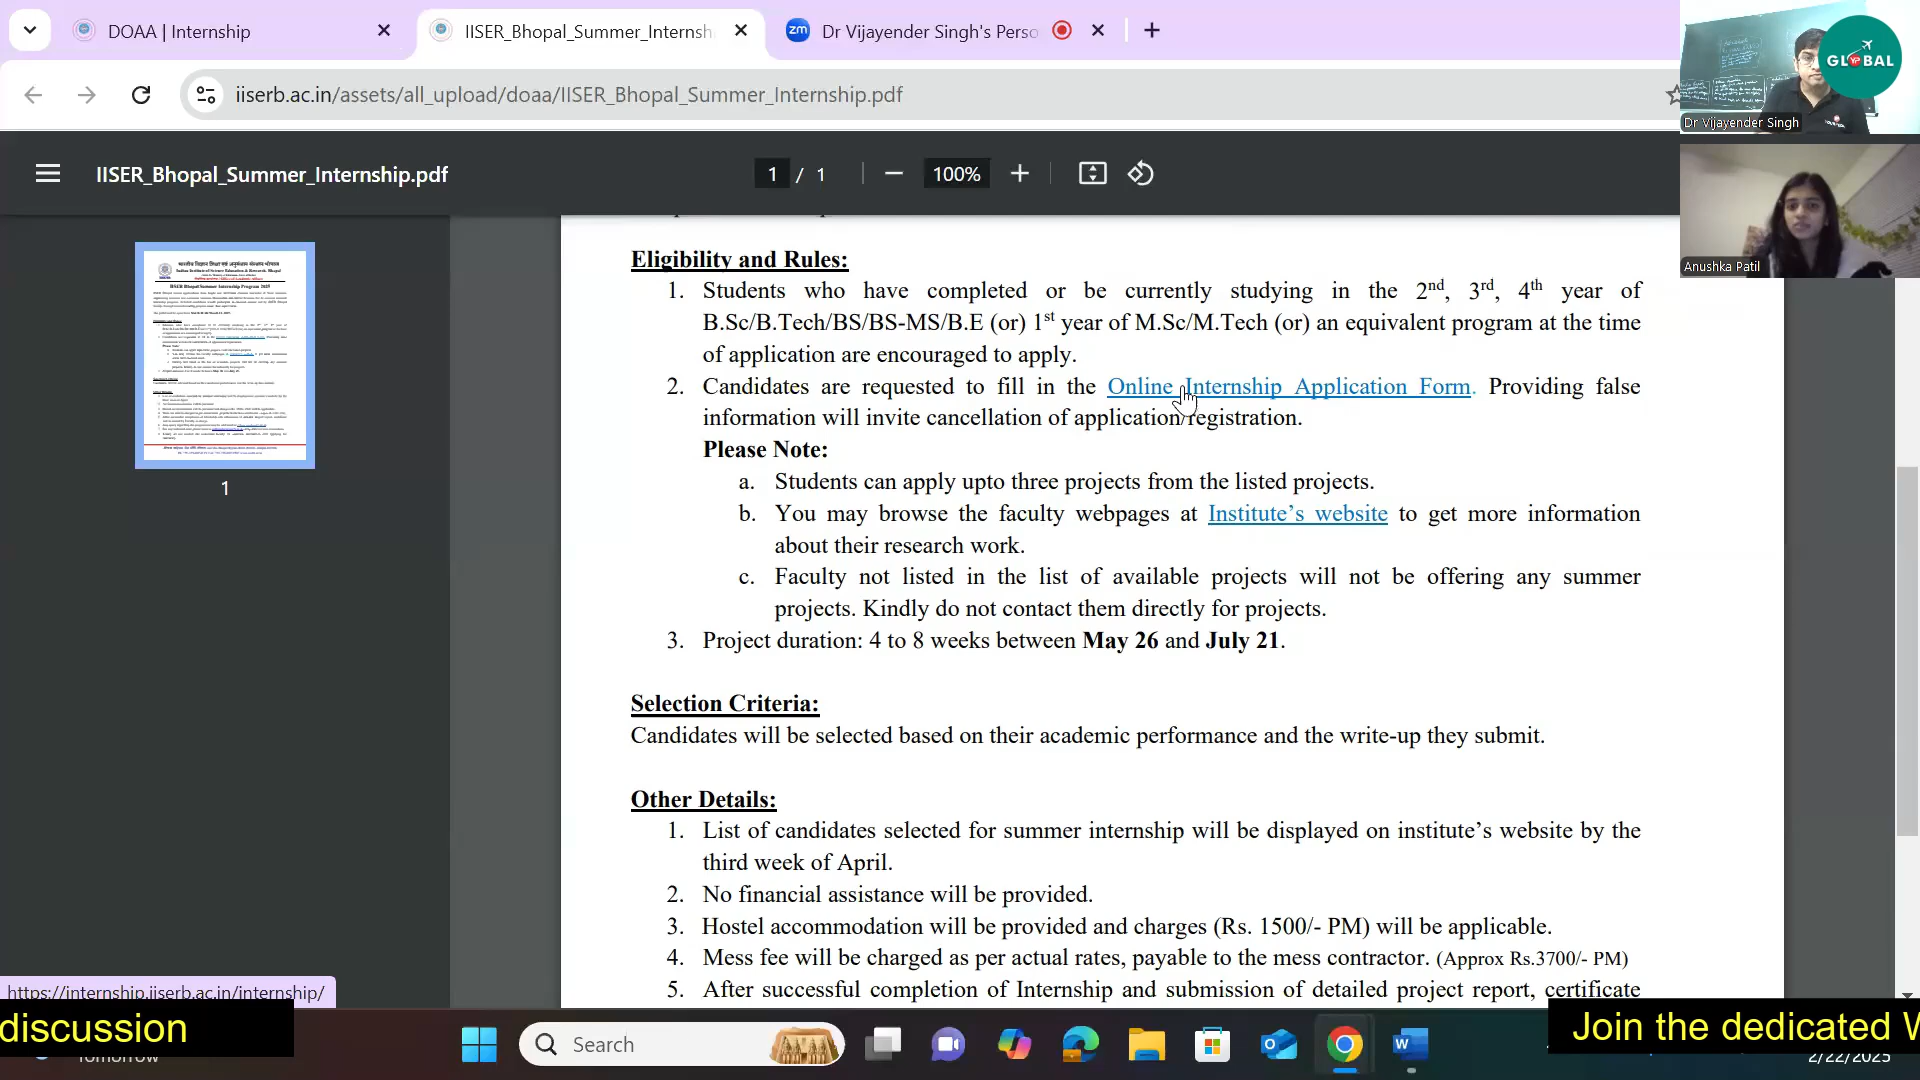 DOAA | Internship
IISER_Bhopal_Summer_Internsh
zm
Dr Vijayender Singh's Perso
iiserb.ac.in/assets/all_upload/doaa/IISER_Bhopal_Summer_Internship.pdf
GLOBAL
Dr Vijayender Singh
Anushka Patil
IISER_Bhopal_Summer_Internship.pdf
1 / 1
100%
Eligibility and Rules:
1. Students who have completed or be currently studying in the 2nd, 3rd, 4th year of
B.Sc/B.Tech/BS/BS-MS/B.E (or) 1st year of M.Sc/M.Tech (or) an equivalent program at the time
of application are encouraged to apply.
2. Candidates are requested to fill in the Online Internship Application Form. Providing false
information will invite cancellation of application/registration.
Please Note:
a. Students can apply upto three projects from the listed projects.
b. You may browse the faculty webpages at Institute's website to get more information
about their research work.
c. Faculty not listed in the list of available projects will not be offering any summer
projects. Kindly do not contact them directly for projects.
3. Project duration: 4 to 8 weeks between May 26 and July 21.
Selection Criteria:
Candidates will be selected based on their academic performance and the write-up they submit.
Other Details:
1. List of candidates selected for summer internship will be displayed on institute's website by the
third week of April.
2. No financial assistance will be provided.
3. Hostel accommodation will be provided and charges (Rs. 1500/- PM) will be applicable.
4. Mess fee will be charged as per actual rates, payable to the mess contractor. (Approx Rs.3700/- PM)
5. After successful completion of Internship and submission of detailed project report, certificate
1
https://internship.iiserb.ac.in/internship/
discussion
Tomorrow
Search
Join the dedicated W
2/22/2025